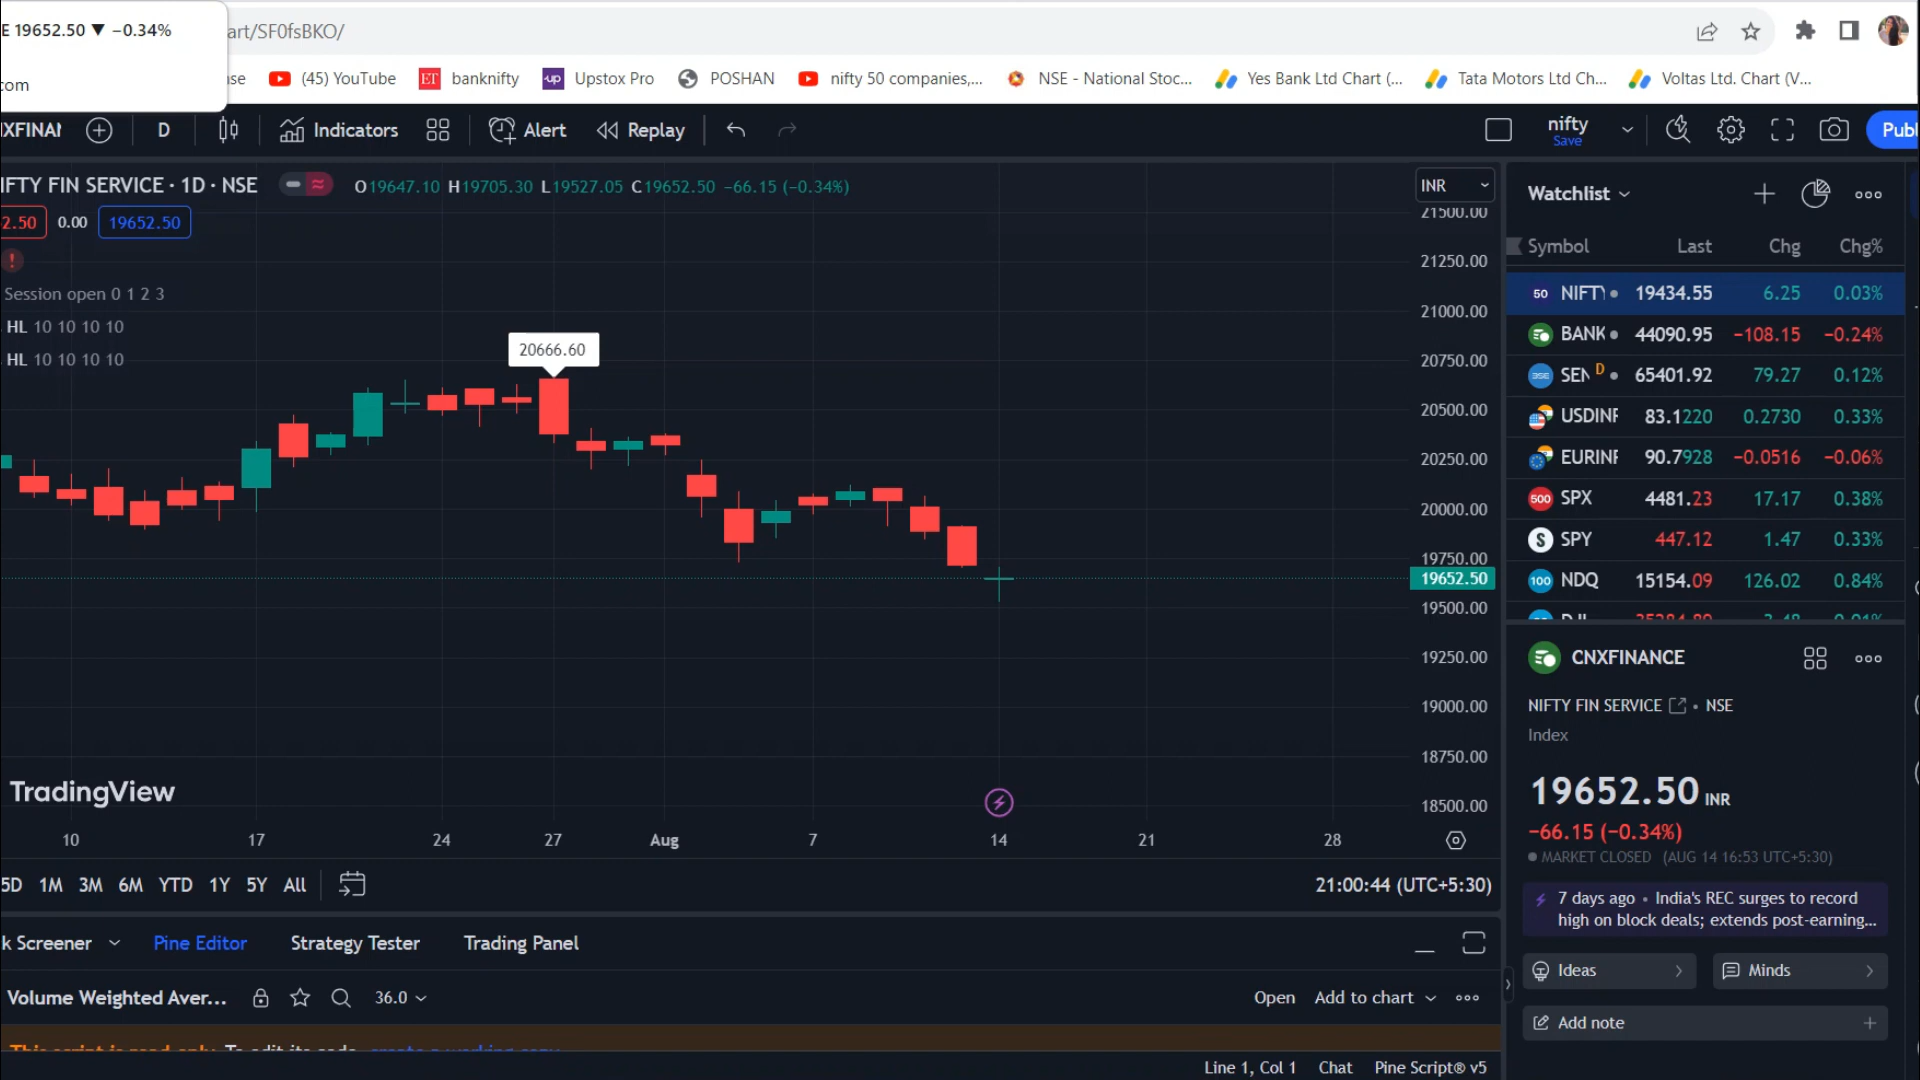 E 19652.50 ▼ −0.34%
art/SF0fsBKO/
com
(45) YouTube
banknifty
Upstox Pro
POSHAN
nifty 50 companies,...
NSE - National Stoc...
Yes Bank Ltd Chart (...
Tata Motors Ltd Ch...
Voltas Ltd. Chart (V...
D
Indicators
Alert
Replay
nifty
Save
IFTY FIN SERVICE · 1D · NSE
O19647.10 H19705.30 L19527.05 C19652.50 −66.15 (−0.34%)
2.50 0.00 19652.50
Session open 0 1 2 3
HL 10 10 10 10
HL 10 10 10 10
20666.60
INR
21500.00
21250.00
21000.00
20750.00
20500.00
20250.00
20000.00
19750.00
19652.50
19500.00
19250.00
19000.00
18750.00
18500.00
TradingView
10 17 24 27 Aug 7 14 21 28
5D 1M 3M 6M YTD 1Y 5Y All
21:00:44 (UTC+5:30)
k Screener
Pine Editor
Strategy Tester
Trading Panel
Volume Weighted Aver...
36.0
Open
Add to chart
Line 1, Col 1
Chat
Pine Script® v5
Watchlist
Symbol Last Chg Chg%
50 NIFTY 19434.55 6.25 0.03%
BANK 44090.95 −108.15 −0.24%
SEN D 65401.92 79.27 0.12%
USDINR 83.1220 0.2730 0.33%
EURINR 90.7928 −0.0516 −0.06%
500 SPX 4481.23 17.17 0.38%
S SPY 447.12 1.47 0.33%
100 NDQ 15154.09 126.02 0.84%
CNXFINANCE
NIFTY FIN SERVICE • NSE
Index
19652.50 INR
−66.15 (−0.34%)
MARKET CLOSED (AUG 14 16:53 UTC+5:30)
7 days ago • India's REC surges to record
high on block deals; extends post-earning...
Ideas
Minds
Add note